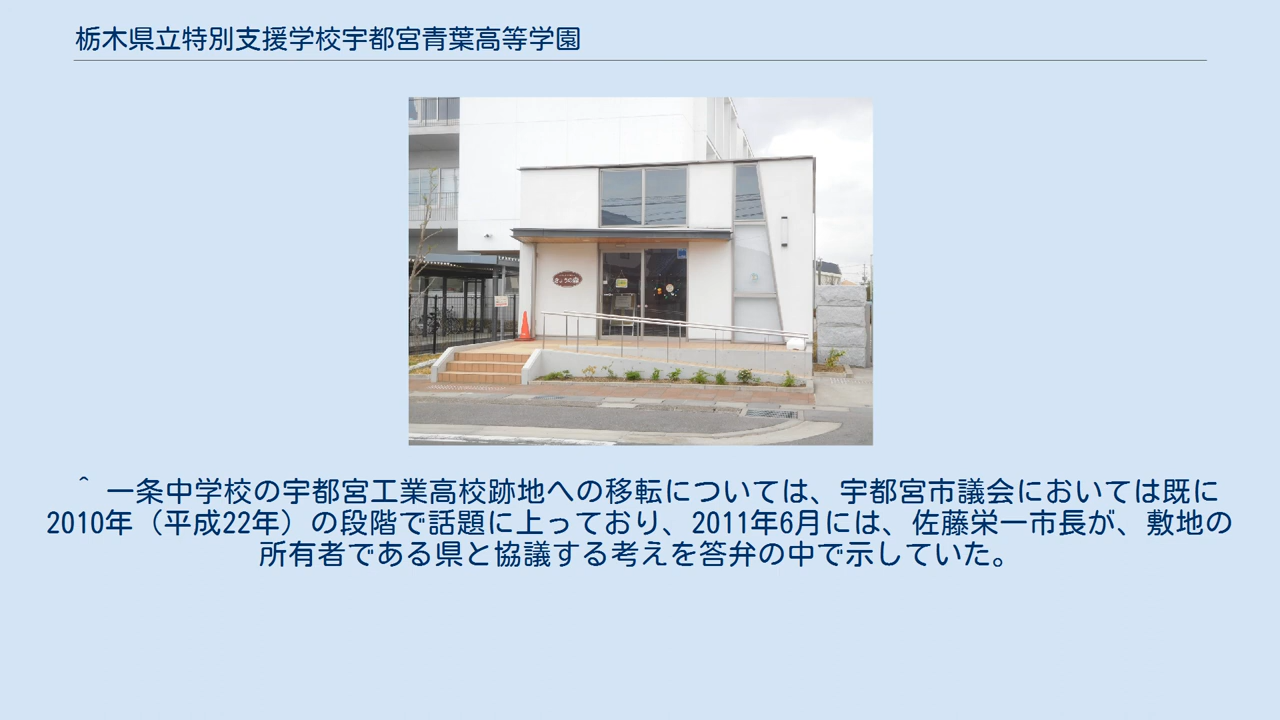 栃木県立特別支援学校宇都宮青葉高等学園
^ 一条中学校の宇都宮工業高校跡地への移転については、宇都宮市議会においては既に
2010年（平成22年）の段階で話題に上っており、2011年6月には、佐藤栄一市長が、敷地の
所有者である県と協議する考えを答弁の中で示していた。